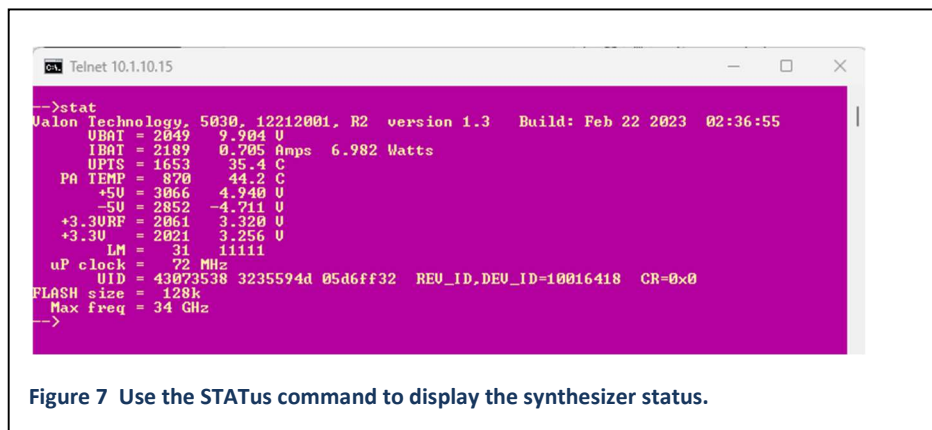 Telnet 10.1.10.15
-->stat
Valon Technology, 5030, 12212001, R2 version 1.3 Build: Feb 22 2023 02:36:55
VBAT = 2049 9.904 V
IBAT = 2189 0.705 Amps 6.982 Watts
VPTS = 1653 35.4 C
PA TEMP = 870 44.2 C
+5V = 3066 4.940 V
-5V = 2852 -4.711 V
+3.3VRF = 2061 3.320 V
+3.3V = 2021 3.256 V
LM = 31 11111
uP clock = 72 MHz
UID = 43073538 3235594d 05d6ff32 REV_ID,DEV_ID=10016418 CR=0x0
FLASH size = 128k
Max freq = 34 GHz
-->
Figure 7 Use the STATus command to display the synthesizer status.